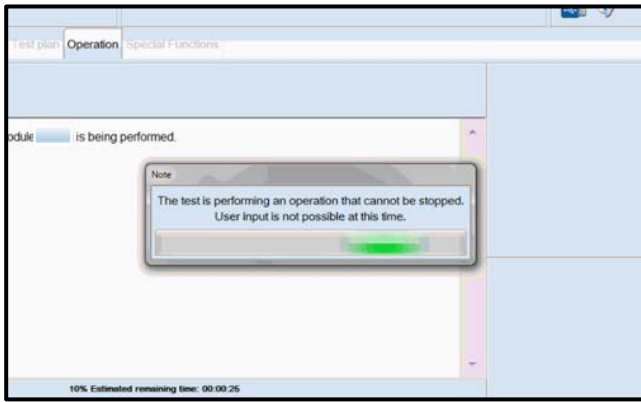 Test plan Operation Special Functions
odule is being performed.
Note
The test is performing an operation that cannot be stopped.
User input is not possible at this time.
10% Estimated remaining time: 00:00:25